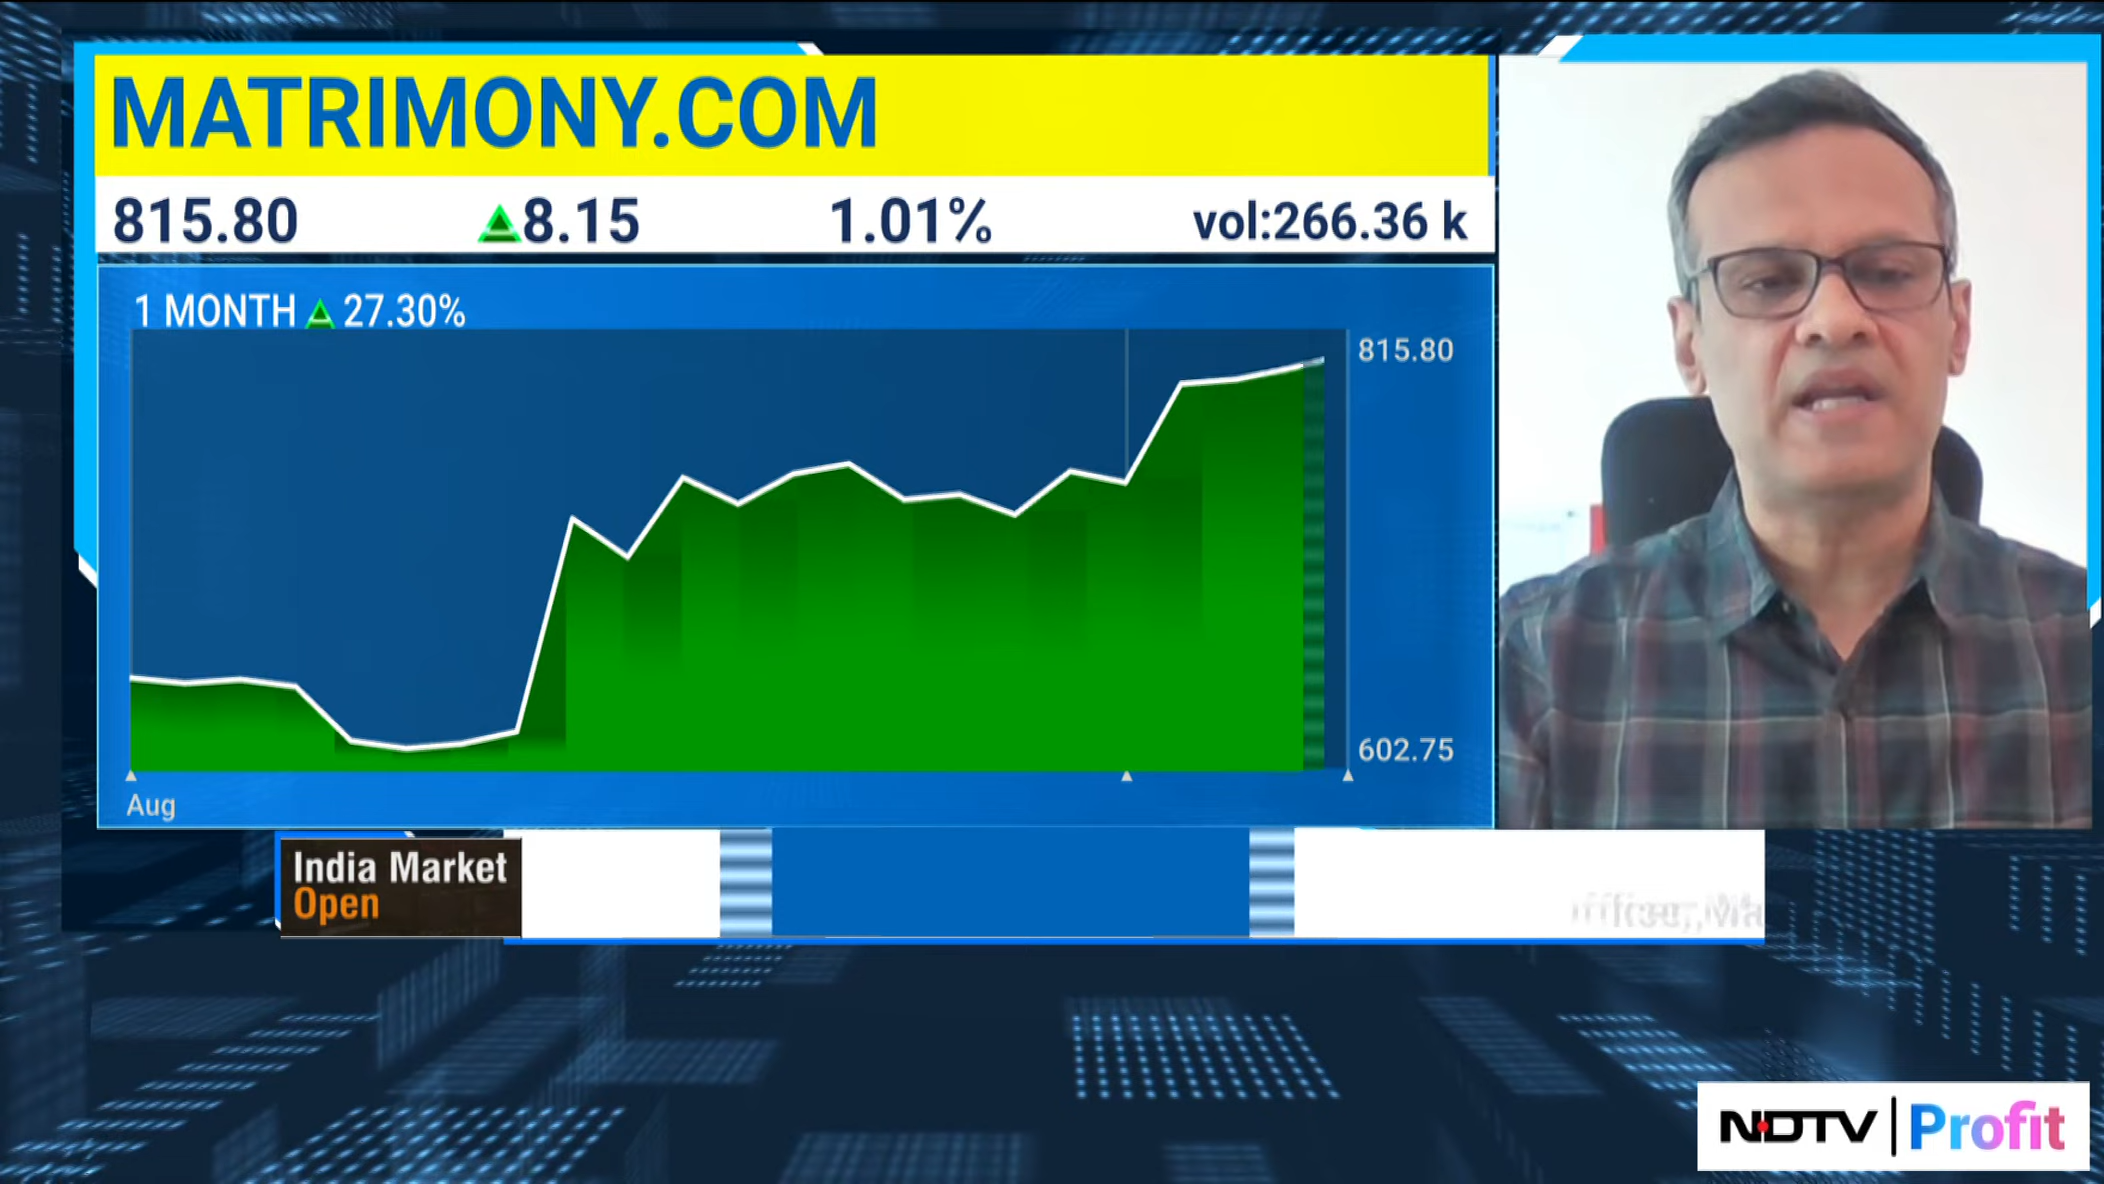 MATRIMONY.COM
815.80 8.15 1.01% vol:266.36 k
1 MONTH 27.30%
815.80
602.75
Aug
India Market
Open
NDTV Profit